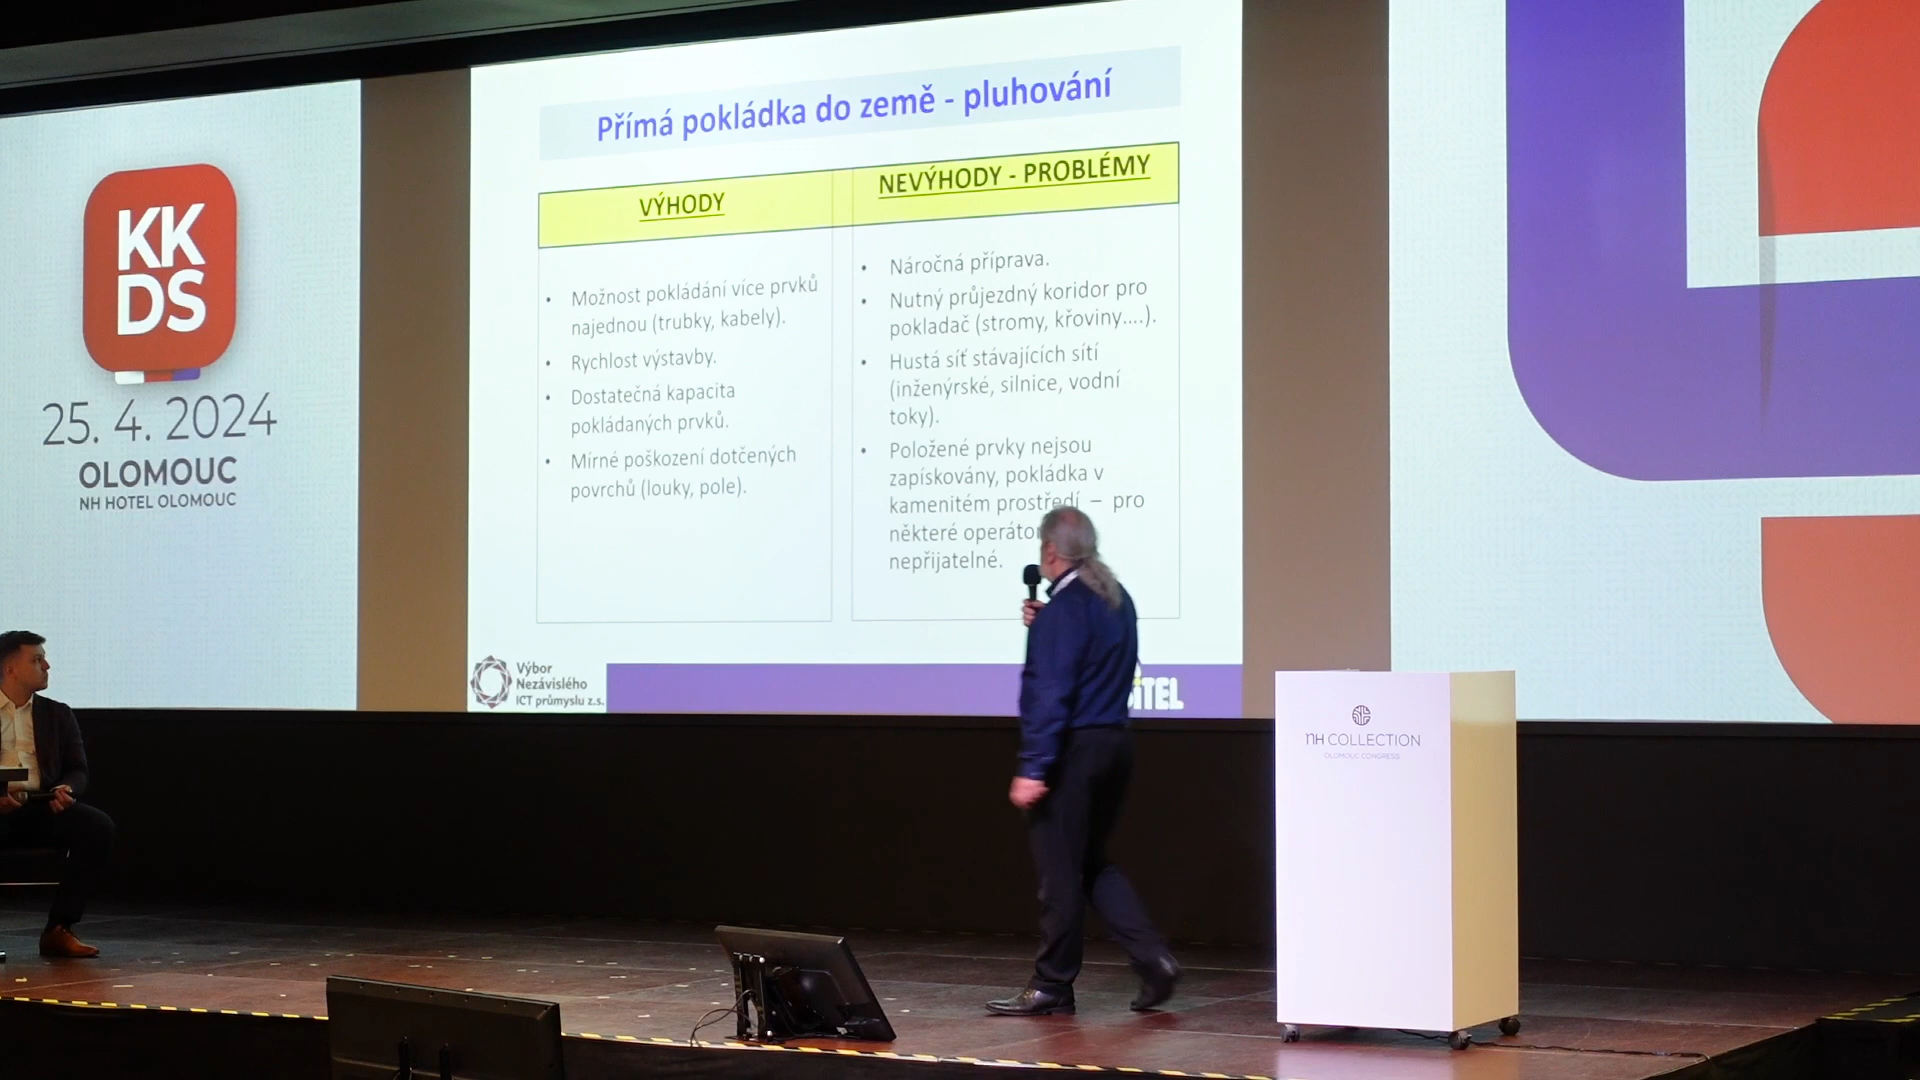 KK
DS
25. 4. 2024
OLOMOUC
NH HOTEL OLOMOUC
Přímá pokládka do země - pluhování
VÝHODY
• Možnost pokládání více prvků
najednou (trubky, kabely).
• Rychlost výstavby.
• Dostatečná kapacita
pokládaných prvků.
• Mírné poškození dotčených
povrchů (louky, pole).
NEVÝHODY - PROBLÉMY
• Náročná příprava.
• Nutný průjezdný koridor pro
pokladač (stromy, křoviny....).
• Hustá síť stávajících sítí
(inženýrské, silnice, vodní
toky).
• Položené prvky nejsou
zapískovány, pokládka v
kamenitém prostředí – pro
některé
nepřijatelné.
Výbor
Nezávislého
ICT průmyslu z.s.
nH COLLECTION
OLOMOUC CONGRESS